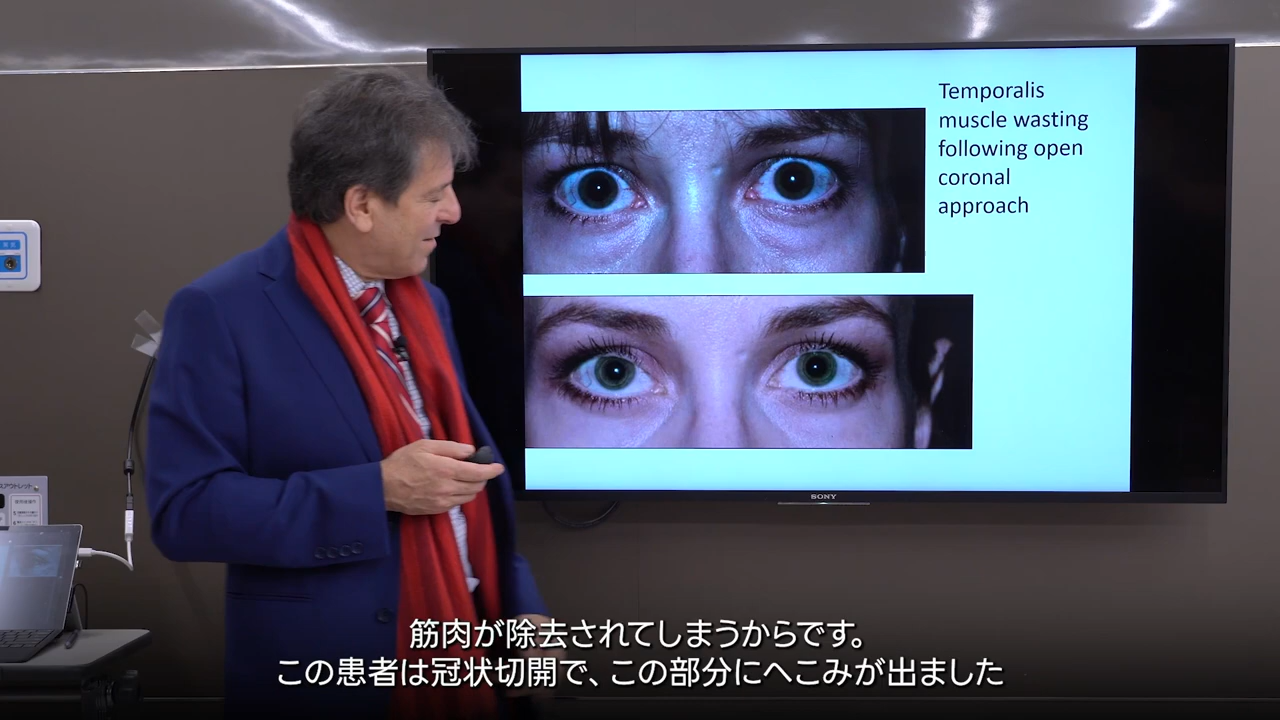 Temporalis
muscle wasting
following open
coronal
approach
SONY
筋肉が除去されてしまうからです。
この患者は冠状切開で、この部分にへこみが出ました